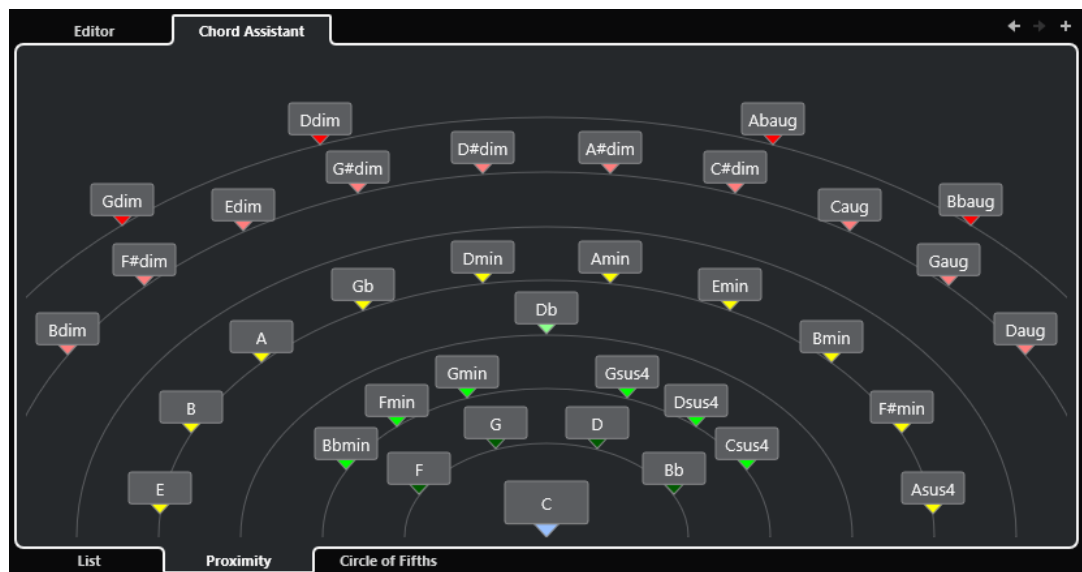 Editor
Chord Assistant
Ddim
Abaug
D#dim
A#dim
G#dim
C#dim
Gdim
Edim
Caug
Bbaug
F#dim
Dmin
Amin
Gaug
Gb
Emin
Bdim
A
Db
Bmin
Daug
Gmin
Gsus4
B
Fmin
Dsus4
F#min
G
D
Bbmin
Csus4
F
Bb
E
C
Asus4
List
Proximity
Circle of Fifths